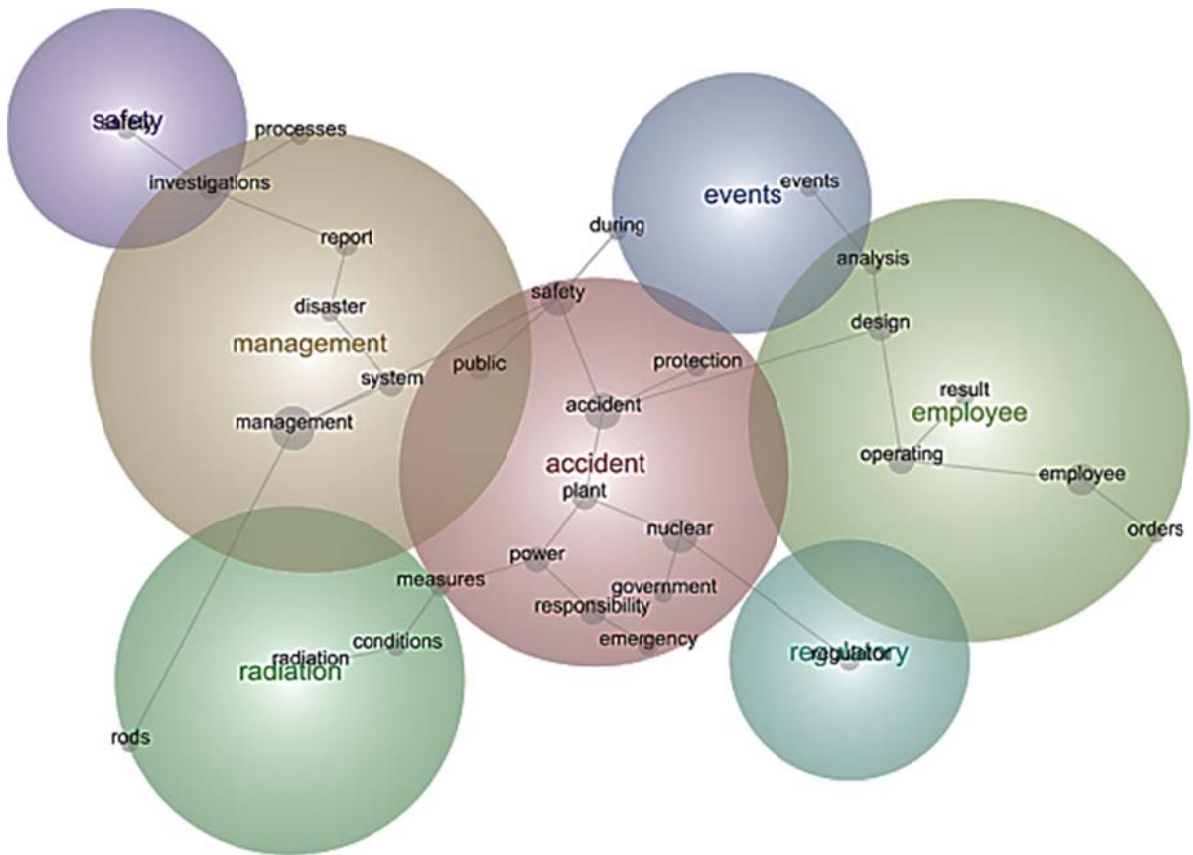 safety
processes
investigations
events
events
during
report
analysis
safety
disaster
design
management
public
protection
system
result
accident
employee
management
operating
accident
employee
plant
nuclear
orders
power
measures
government
responsibility
emergency
conditions
regulatory
radiation
radiation
rods